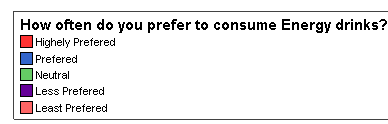 How often do you prefer to consume Energy drinks?
Highely Prefered
Prefered
Neutral
Less Prefered
Least Prefered